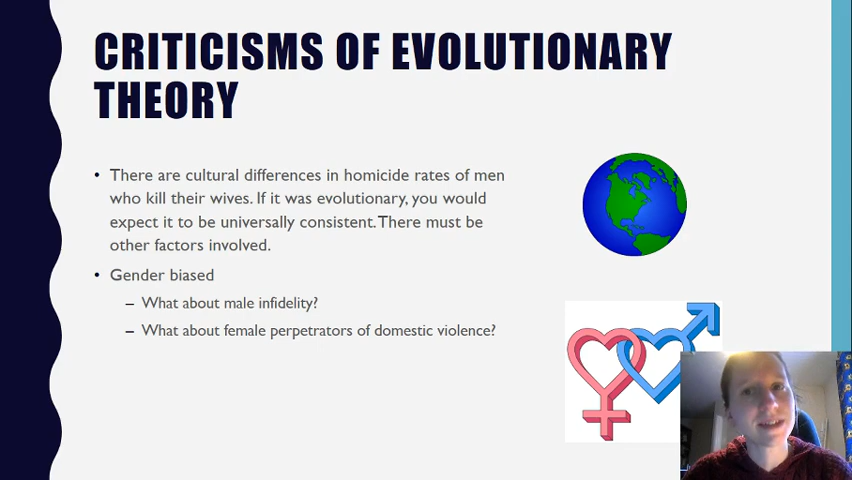 CRITICISMS OF EVOLUTIONARY
THEORY
• There are cultural differences in homicide rates of men
who kill their wives. If it was evolutionary, you would
expect it to be universally consistent. There must be
other factors involved.
• Gender biased
– What about male infidelity?
– What about female perpetrators of domestic violence?